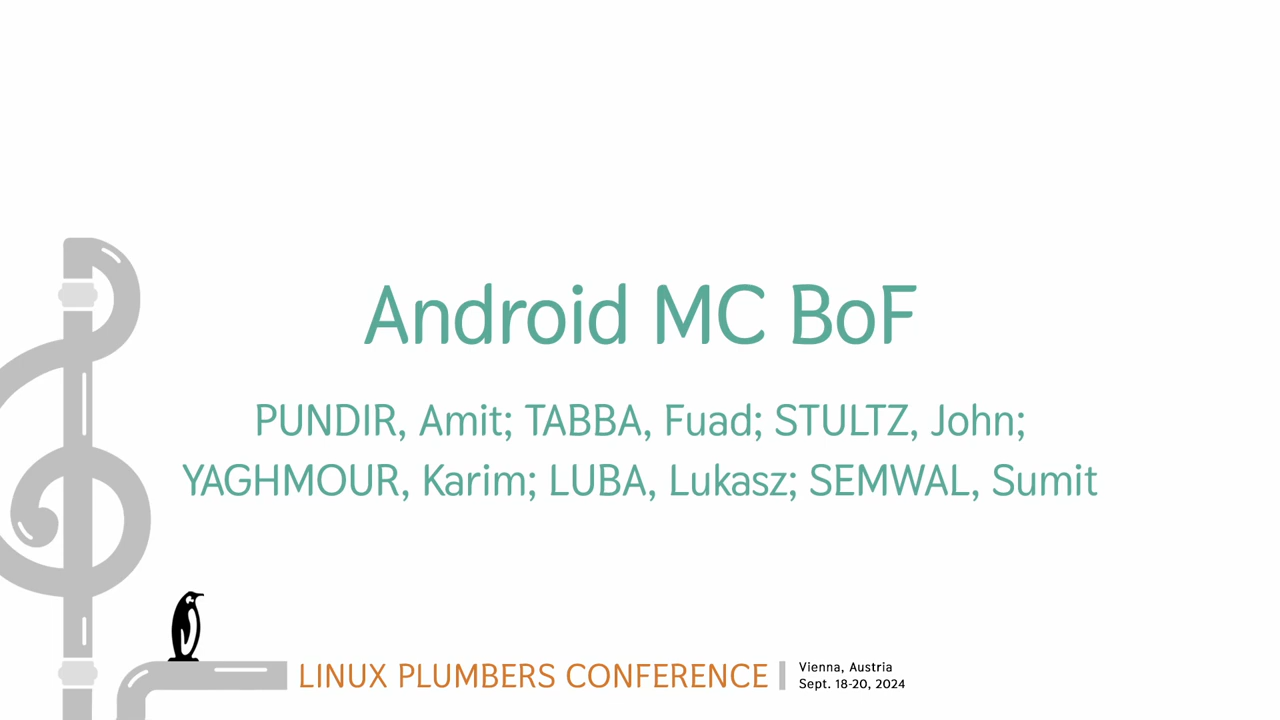 Android MC BoF
PUNDIR, Amit; TABBA, Fuad; STULTZ, John;
YAGHMOUR, Karim; LUBA, Lukasz; SEMWAL, Sumit
LINUX PLUMBERS CONFERENCE
Vienna, Austria
Sept. 18-20, 2024